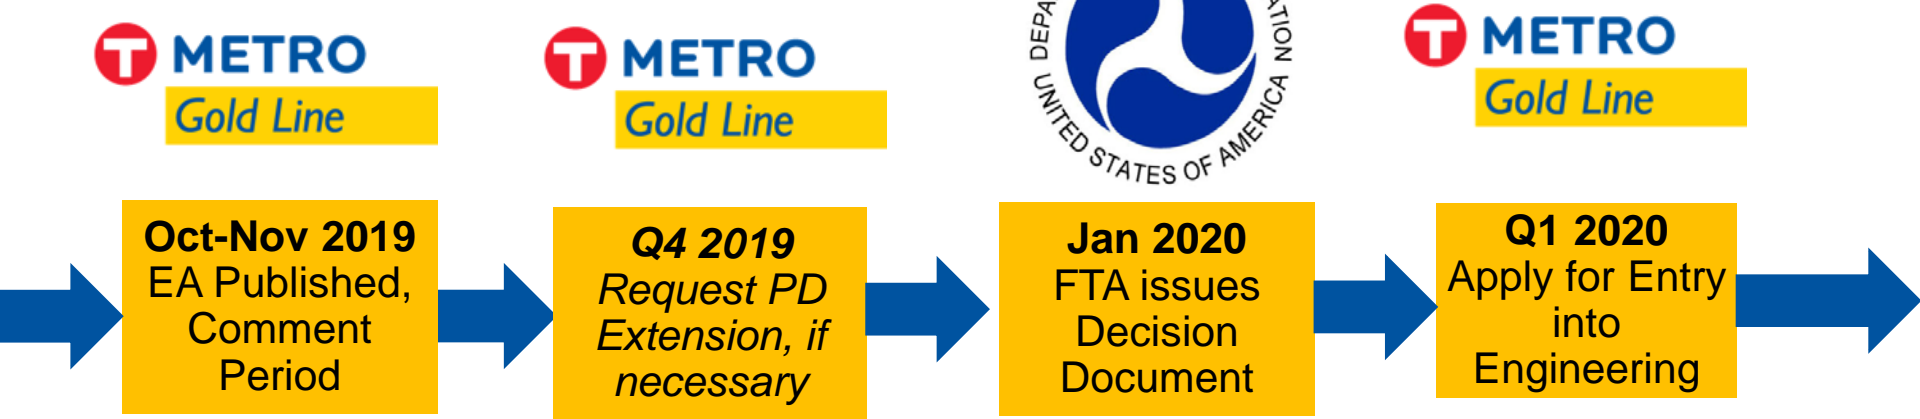 T METRO
Gold Line
T METRO
Gold Line
UNITED STATES OF AMERICA
T METRO
Gold Line
Oct-Nov 2019
EA Published,
Comment
Period
Q4 2019
Request PD
Extension, if
necessary
Jan 2020
FTA issues
Decision
Document
Q1 2020
Apply for Entry
into
Engineering